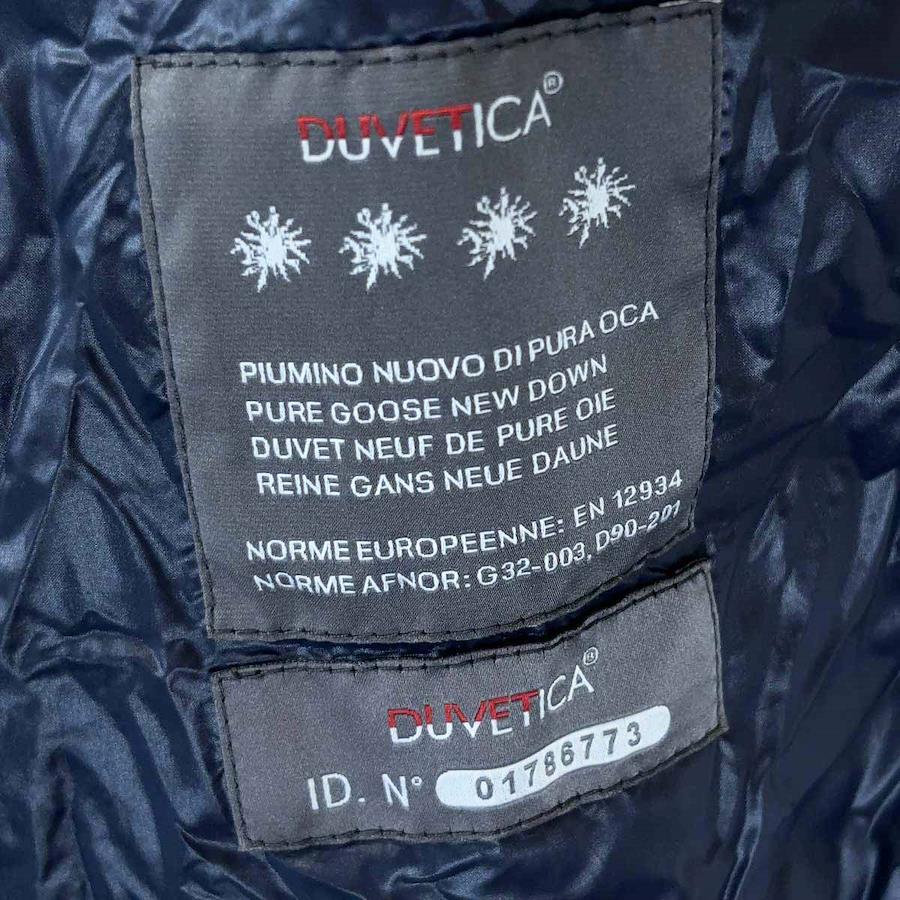 DUVETICA®
PIUMINO NUOVO DI PURA OCA
PURE GOOSE NEW DOWN
DUVET NEUF DE PURE OIE
REINE GANS NEUE DAUNE
NORME EUROPEENNE: EN 12934
NORME AFNOR: G32-003, D90-201
DUVETICA®
ID. N° 01786773